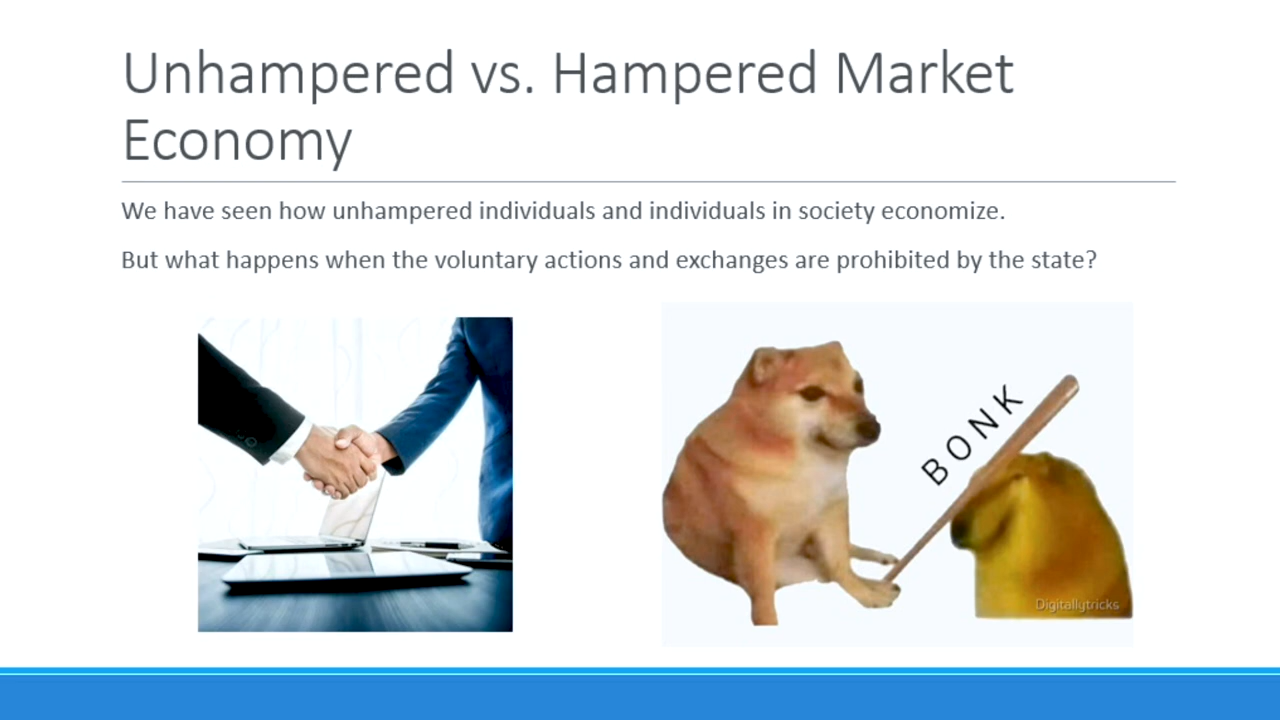 Unhampered vs. Hampered Market
Economy
We have seen how unhampered individuals and individuals in society economize.
But what happens when the voluntary actions and exchanges are prohibited by the state?
BONK
Digitallytricks